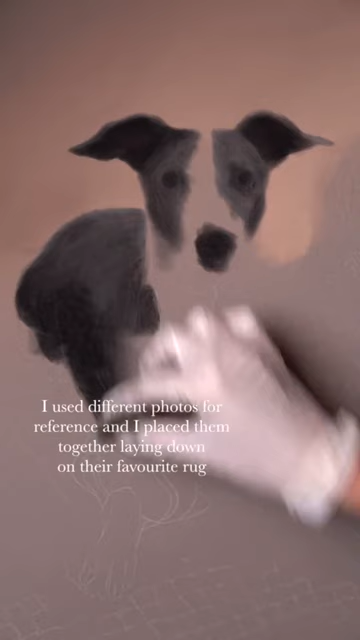 I used different photos for
reference and I placed them
together laying down
on their favourite rug